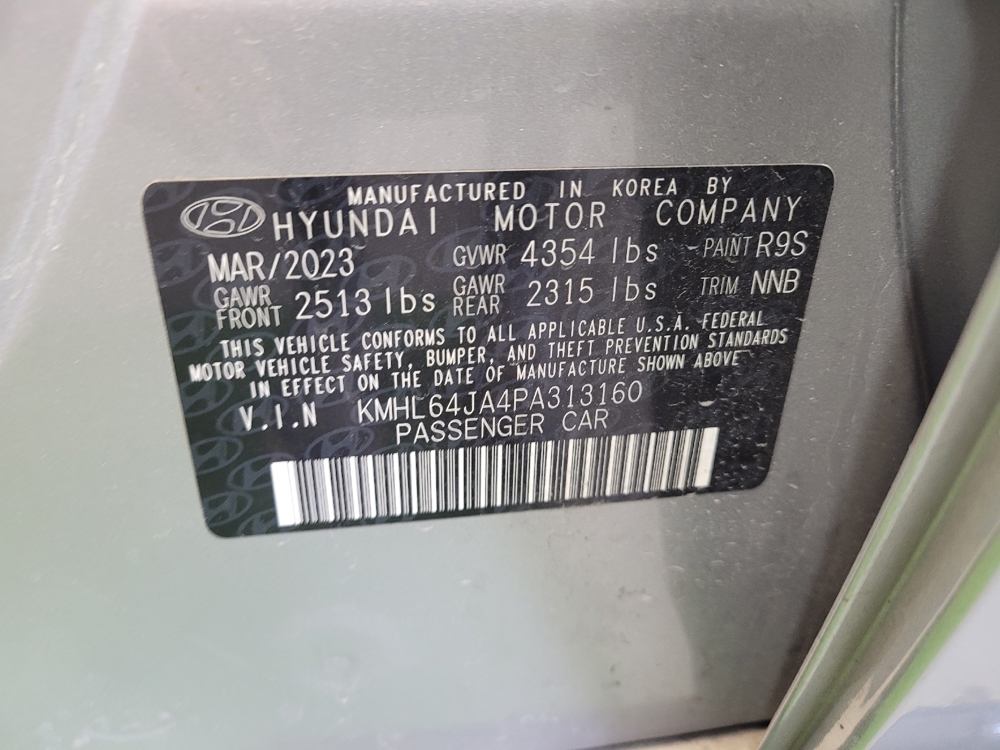 MANUFACTURED IN KOREA BY
HYUNDAI MOTOR COMPANY
MAR/2023 GVWR 4354 lbs PAINT R9S
GAWR FRONT 2513 lbs GAWR REAR 2315 lbs TRIM NNB
THIS VEHICLE CONFORMS TO ALL APPLICABLE U.S.A. FEDERAL
MOTOR VEHICLE SAFETY, BUMPER, AND THEFT PREVENTION STANDARDS
IN EFFECT ON THE DATE OF MANUFACTURE SHOWN ABOVE
V.I.N KMHL64JA4PA313160
PASSENGER CAR